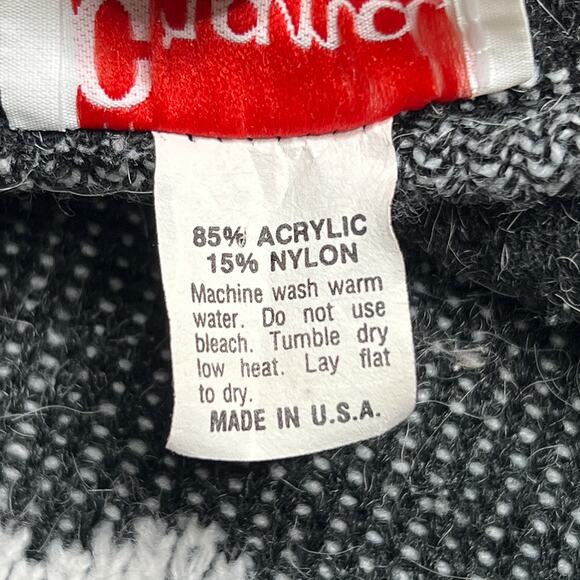 85% ACRYLIC
15% NYLON
Machine wash warm
water. Do not use
bleach. Tumble dry
low heat. Lay flat
to dry.
MADE IN U.S.A.